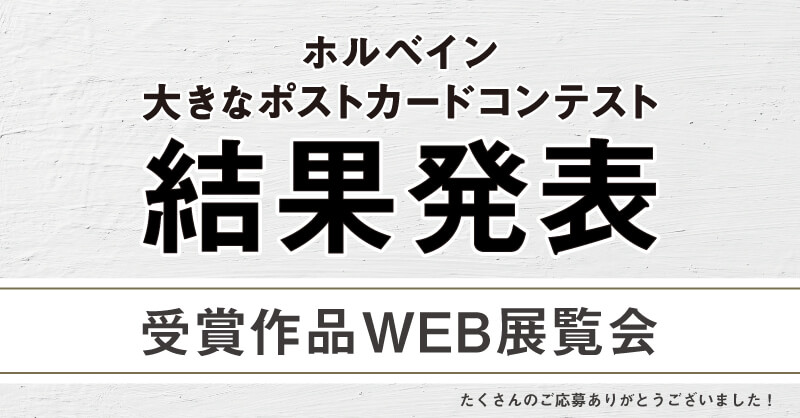 ホルベイン
大きなポストカードコンテスト
結果発表
受賞作品WEB展覧会
たくさんのご応募ありがとうございました！